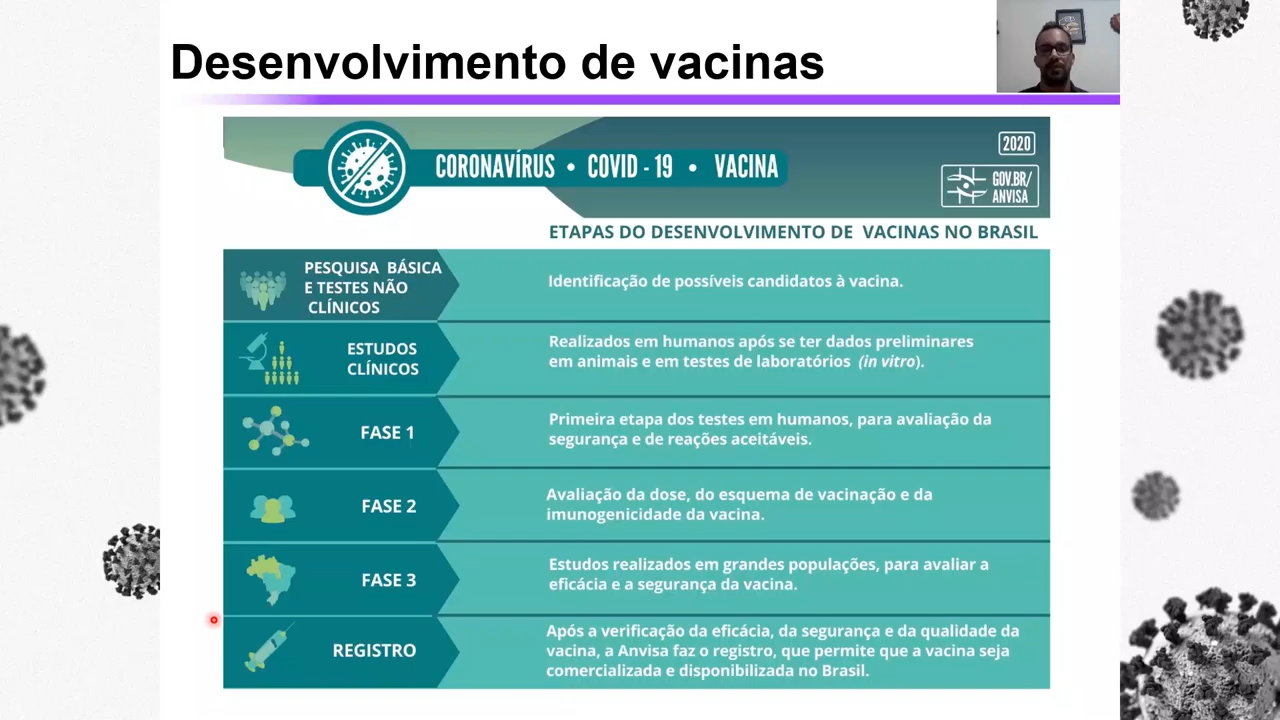 Desenvolvimento de vacinas
CORONAVÍRUS • COVID - 19 • VACINA
2020
GOV.BR/
ANVISA
ETAPAS DO DESENVOLVIMENTO DE VACINAS NO BRASIL
PESQUISA BÁSICA
E TESTES NÃO
CLÍNICOS
Identificação de possíveis candidatos à vacina.
ESTUDOS
CLÍNICOS
Realizados em humanos após se ter dados preliminares
em animais e em testes de laboratórios (in vitro).
FASE 1
Primeira etapa dos testes em humanos, para avaliação da
segurança e de reações aceitáveis.
FASE 2
Avaliação da dose, do esquema de vacinação e da
imunogenicidade da vacina.
FASE 3
Estudos realizados em grandes populações, para avaliar a
eficácia e a segurança da vacina.
REGISTRO
Após a verificação da eficácia, da segurança e da qualidade da
vacina, a Anvisa faz o registro, que permite que a vacina seja
comercializada e disponibilizada no Brasil.